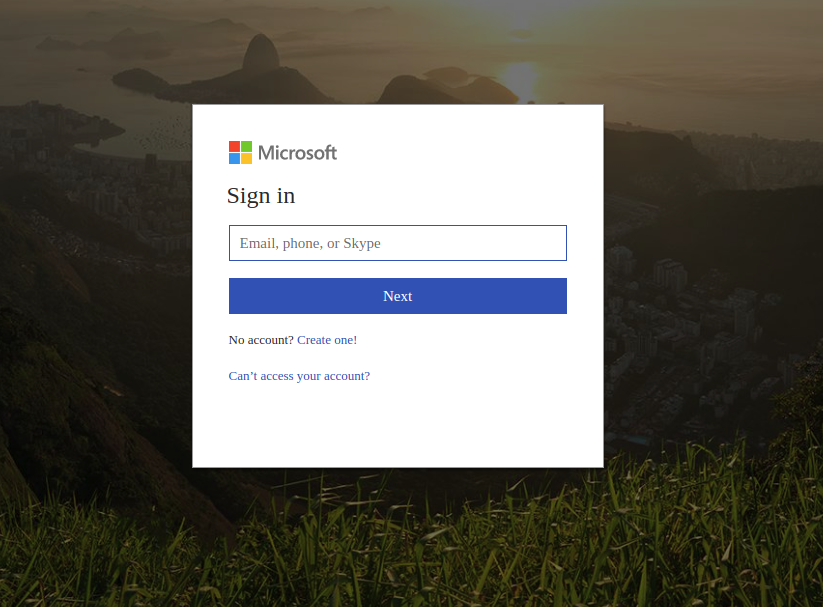 Microsoft
Sign in
Email, phone, or Skype
Next
No account? Create one!
Can’t access your account?